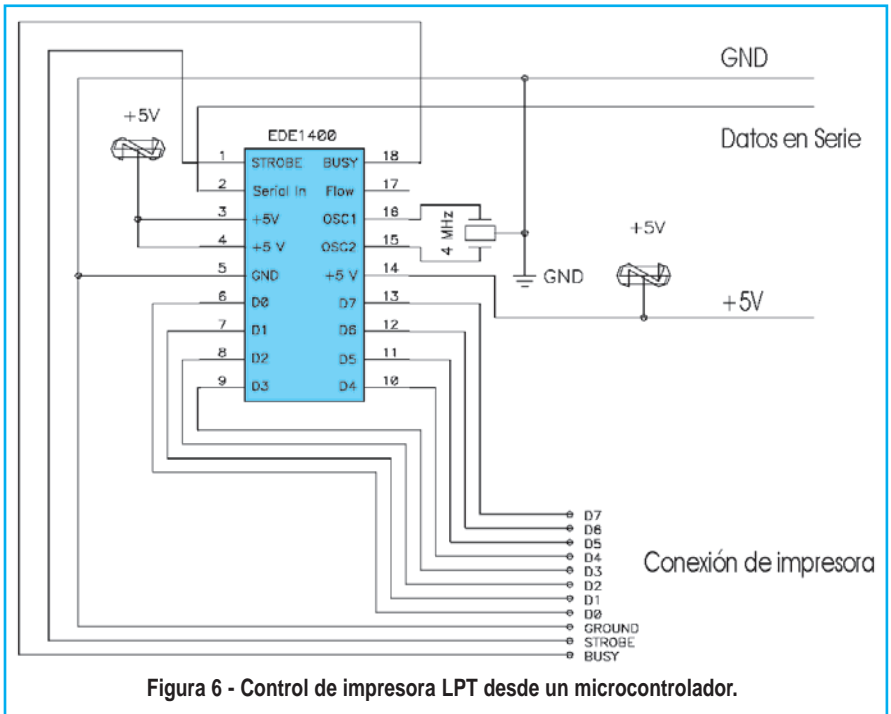 GND
+5V
Datos en Serie
EDE1400
1 STROBE BUSY 18
2 Serial In Flow 17
3 +5V OSC1 16
4 +5 V OSC2 15
5 GND +5 V 14
6 D0 D7 13
7 D1 D6 12
8 D2 D5 11
9 D3 D4 10
4 MHz
+5V
GND
+5V
D7
D6
D5
D4
D3
D2
D1
D0
GROUND
STROBE
BUSY
Conexión de impresora
Figura 6 - Control de impresora LPT desde un microcontrolador.